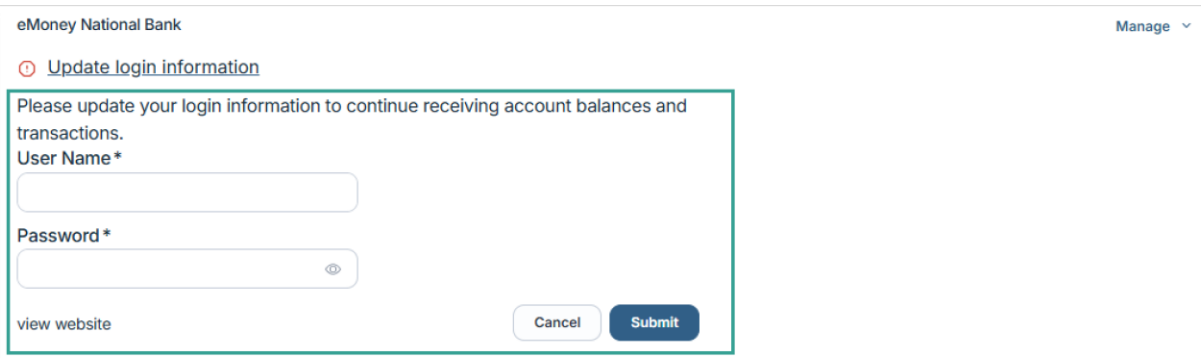 eMoney National Bank
Manage
Update login information
Please update your login information to continue receiving account balances and
transactions.
User Name*
Password*
view website
Cancel
Submit